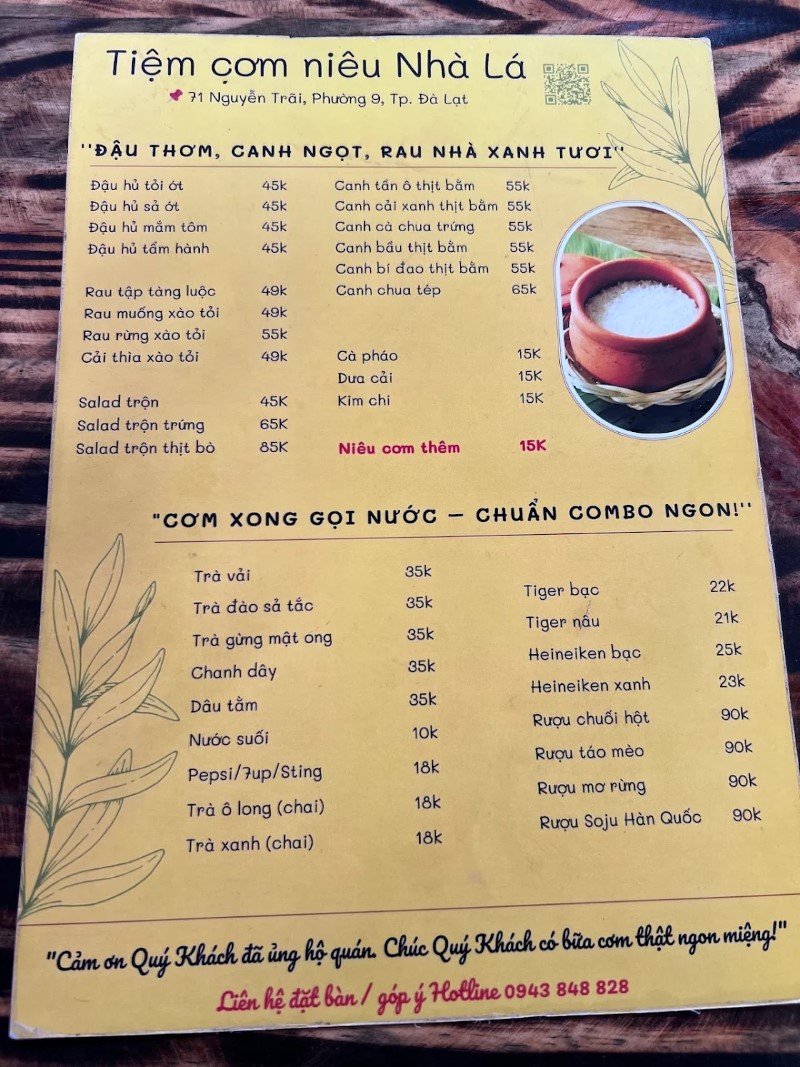 Tiệm cơm niêu Nhà Lá
71 Nguyễn Trãi, Phường 9, Tp. Đà Lạt
"ĐẬU THƠM, CANH NGỌT, RAU NHÀ XANH TƯƠI"
Đậu hủ tỏi ớt 45k
Đậu hủ sả ớt 45k
Đậu hủ mắm tôm 45k
Đậu hủ tẩm hành 45k
Rau tập tàng luộc 49k
Rau muống xào tỏi 49k
Rau rừng xào tỏi 55k
Cải thìa xào tỏi 49k
Salad trộn 45K
Salad trộn trứng 65K
Salad trộn thịt bò 85K
Canh tần ô thịt bằm 55k
Canh cải xanh thịt bằm 55k
Canh cà chua trứng 55k
Canh bầu thịt bằm 55k
Canh bí đao thịt bằm 55k
Canh chua tép 65k
Cà pháo 15K
Dưa cải 15K
Kim chi 15K
Niêu cơm thêm 15K
"CƠM XONG GỌI NƯỚC – CHUẨN COMBO NGON!"
Trà vải 35k
Trà đào sả tắc 35k
Trà gừng mật ong 35k
Chanh dây 35k
Dâu tằm 35k
Nước suối 10k
Pepsi/7up/Sting 18k
Trà ô long (chai) 18k
Trà xanh (chai) 18k
Tiger bạc 22k
Tiger nâu 21k
Heineiken bạc 25k
Heineiken xanh 23k
Rượu chuối hột 90k
Rượu táo mèo 90k
Rượu mơ rừng 90k
Rượu Soju Hàn Quốc 90k
"Cảm ơn Quý Khách đã ủng hộ quán. Chúc Quý Khách có bữa cơm thật ngon miệng!"
Liên hệ đặt bàn / góp ý Hotline 0943 848 828